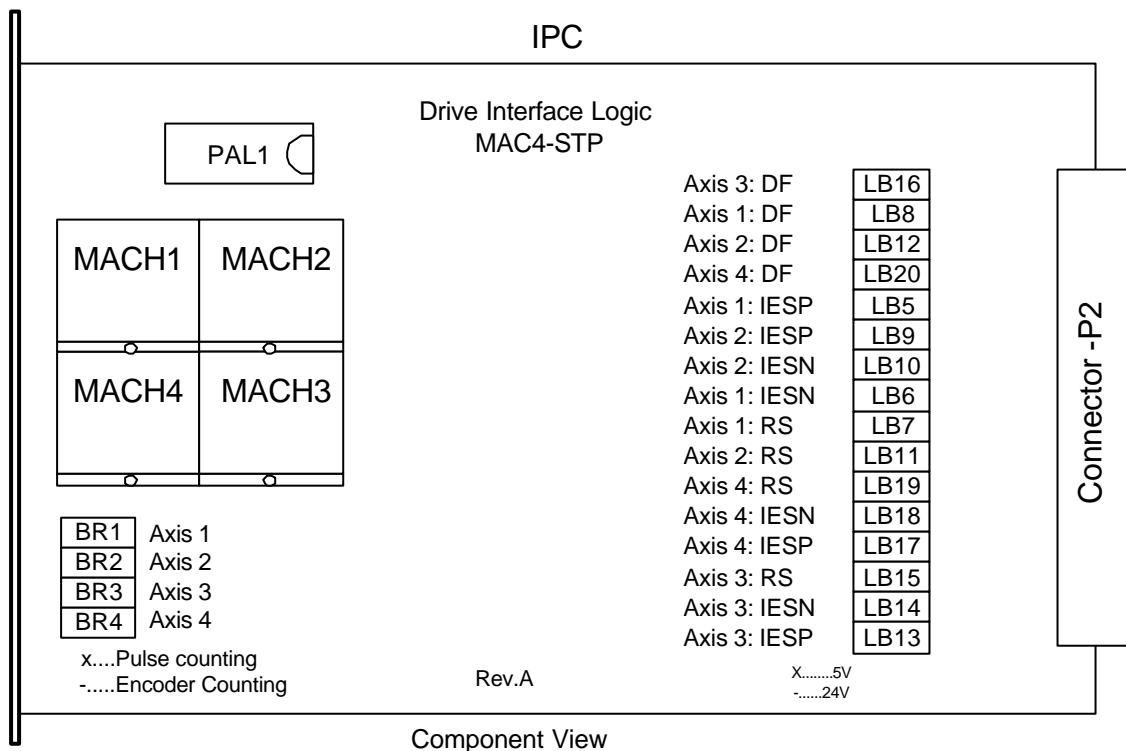 IPC
Drive Interface Logic
MAC4-STP
PAL1
MACH1 MACH2
MACH4 MACH3
BR1 Axis 1
BR2 Axis 2
BR3 Axis 3
BR4 Axis 4
x....Pulse counting
-.....Encoder Counting
Rev.A
Axis 3: DF LB16
Axis 1: DF LB8
Axis 2: DF LB12
Axis 4: DF LB20
Axis 1: IESP LB5
Axis 2: IESP LB9
Axis 2: IESN LB10
Axis 1: IESN LB6
Axis 1: RS LB7
Axis 2: RS LB11
Axis 4: RS LB19
Axis 4: IESN LB18
Axis 4: IESP LB17
Axis 3: RS LB15
Axis 3: IESN LB14
Axis 3: IESP LB13
X........5V
-......24V
Connector -P2
Component View